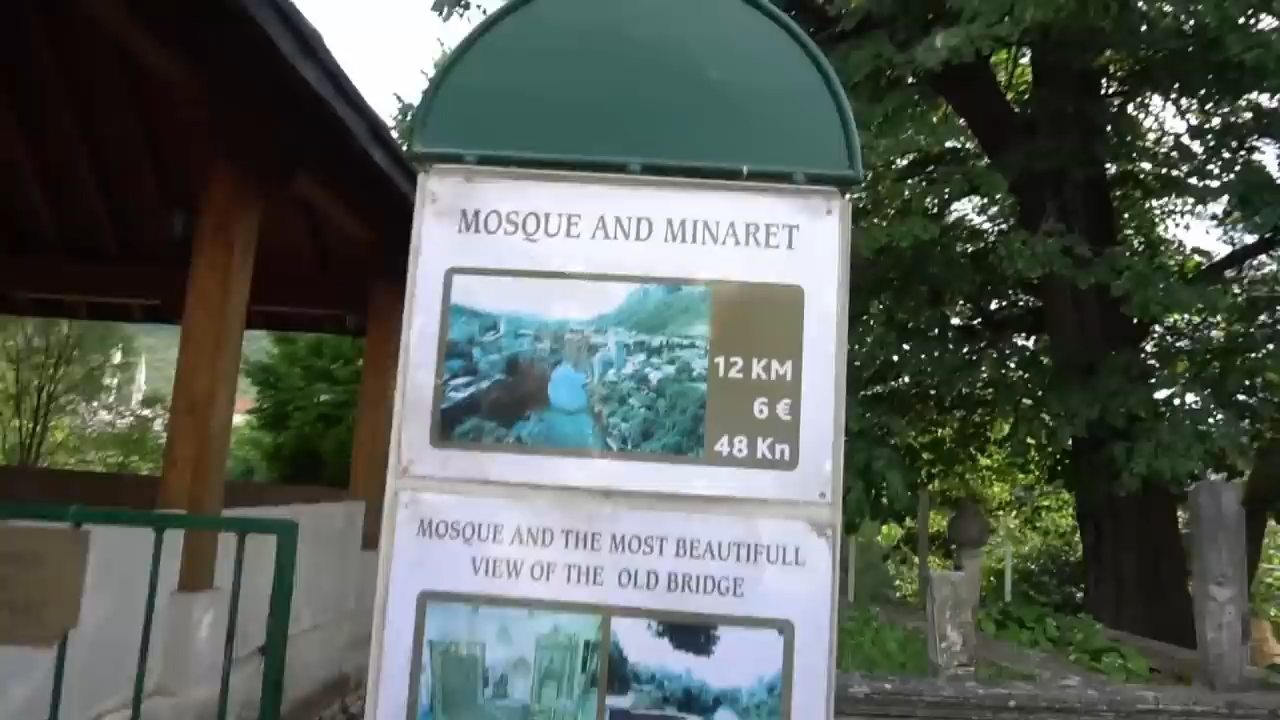 MOSQUE AND MINARET
12 KM
6 €
48 Kn
MOSQUE AND THE MOST BEAUTIFULL
VIEW OF THE OLD BRIDGE